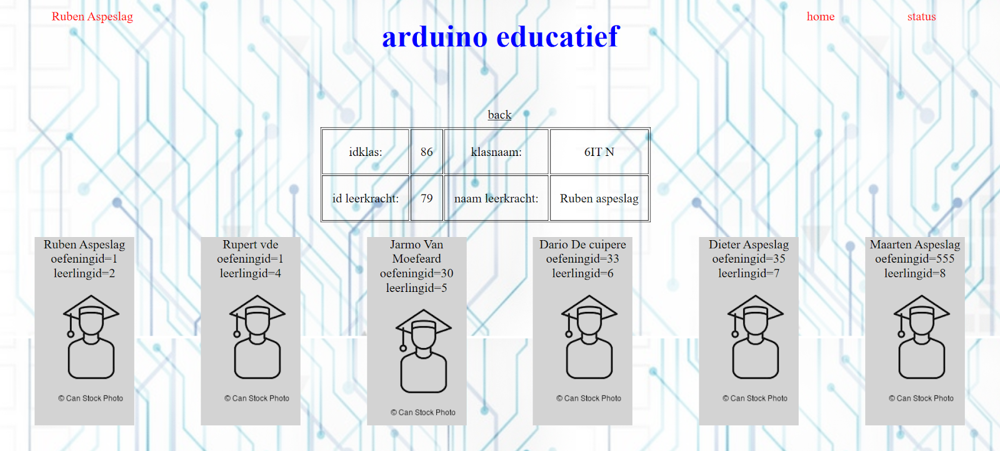 Ruben Aspeslag
home
status
arduino educatief
back
idklas: 86 klasnaam: 6IT N
id leerkracht: 79 naam leerkracht: Ruben aspeslag
Ruben Aspeslag
oefeningid=1
leerlingid=2
© Can Stock Photo
Rupert vde
oefeningid=1
leerlingid=4
© Can Stock Photo
Jarmo Van
Moefeard
oefeningid=30
leerlingid=5
© Can Stock Photo
Dario De cuipere
oefeningid=33
leerlingid=6
© Can Stock Photo
Dieter Aspeslag
oefeningid=35
leerlingid=7
© Can Stock Photo
Maarten Aspeslag
oefeningid=555
leerlingid=8
© Can Stock Photo